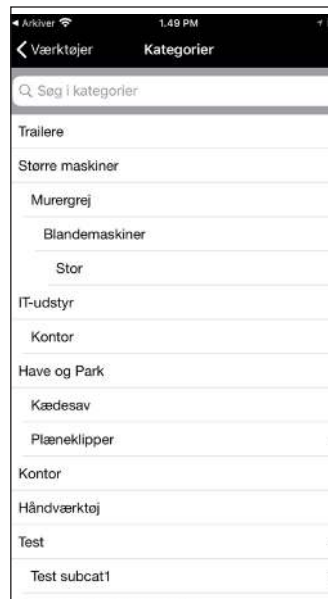 Arkiver 1.49 PM
Værktøjer Kategorier
Søg i kategorier
Trailere
Større maskiner
Murergrej
Blandemaskiner
Stor
IT-udstyr
Kontor
Have og Park
Kædesav
Plæneklipper
Kontor
Håndværktøj
Test
Test subcat1